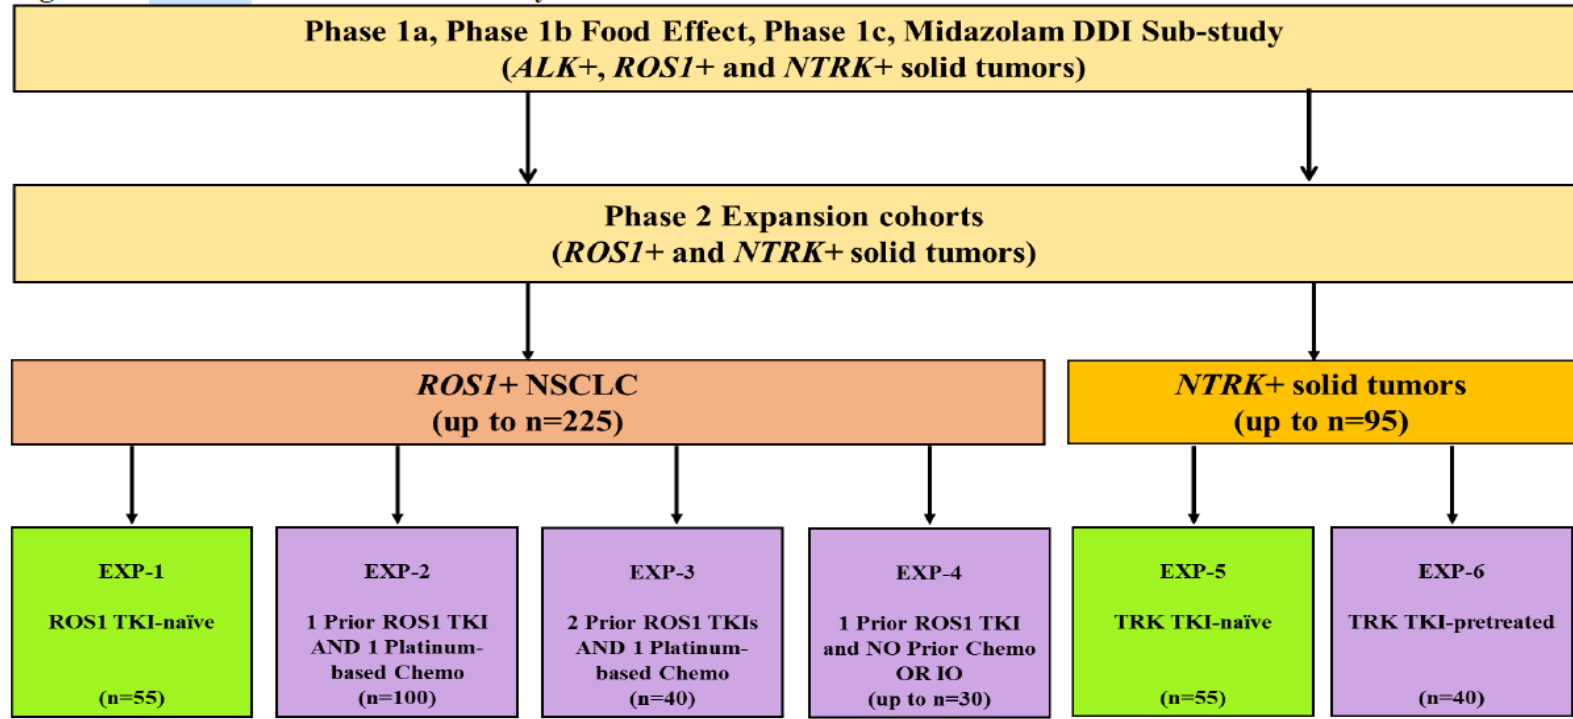 Phase 1a, Phase 1b Food Effect, Phase 1c, Midazolam DDI Sub-study
(ALK+, ROS1+ and NTRK+ solid tumors)
Phase 2 Expansion cohorts
(ROS1+ and NTRK+ solid tumors)
ROS1+ NSCLC
(up to n=225)
NTRK+ solid tumors
(up to n=95)
EXP-1
ROS1 TKI-naïve
(n=55)
EXP-2
1 Prior ROS1 TKI
AND 1 Platinum-
based Chemo
(n=100)
EXP-3
2 Prior ROS1 TKIs
AND 1 Platinum-
based Chemo
(n=40)
EXP-4
1 Prior ROS1 TKI
and NO Prior Chemo
OR IO
(up to n=30)
EXP-5
TRK TKI-naïve
(n=55)
EXP-6
TRK TKI-pretreated
(n=40)